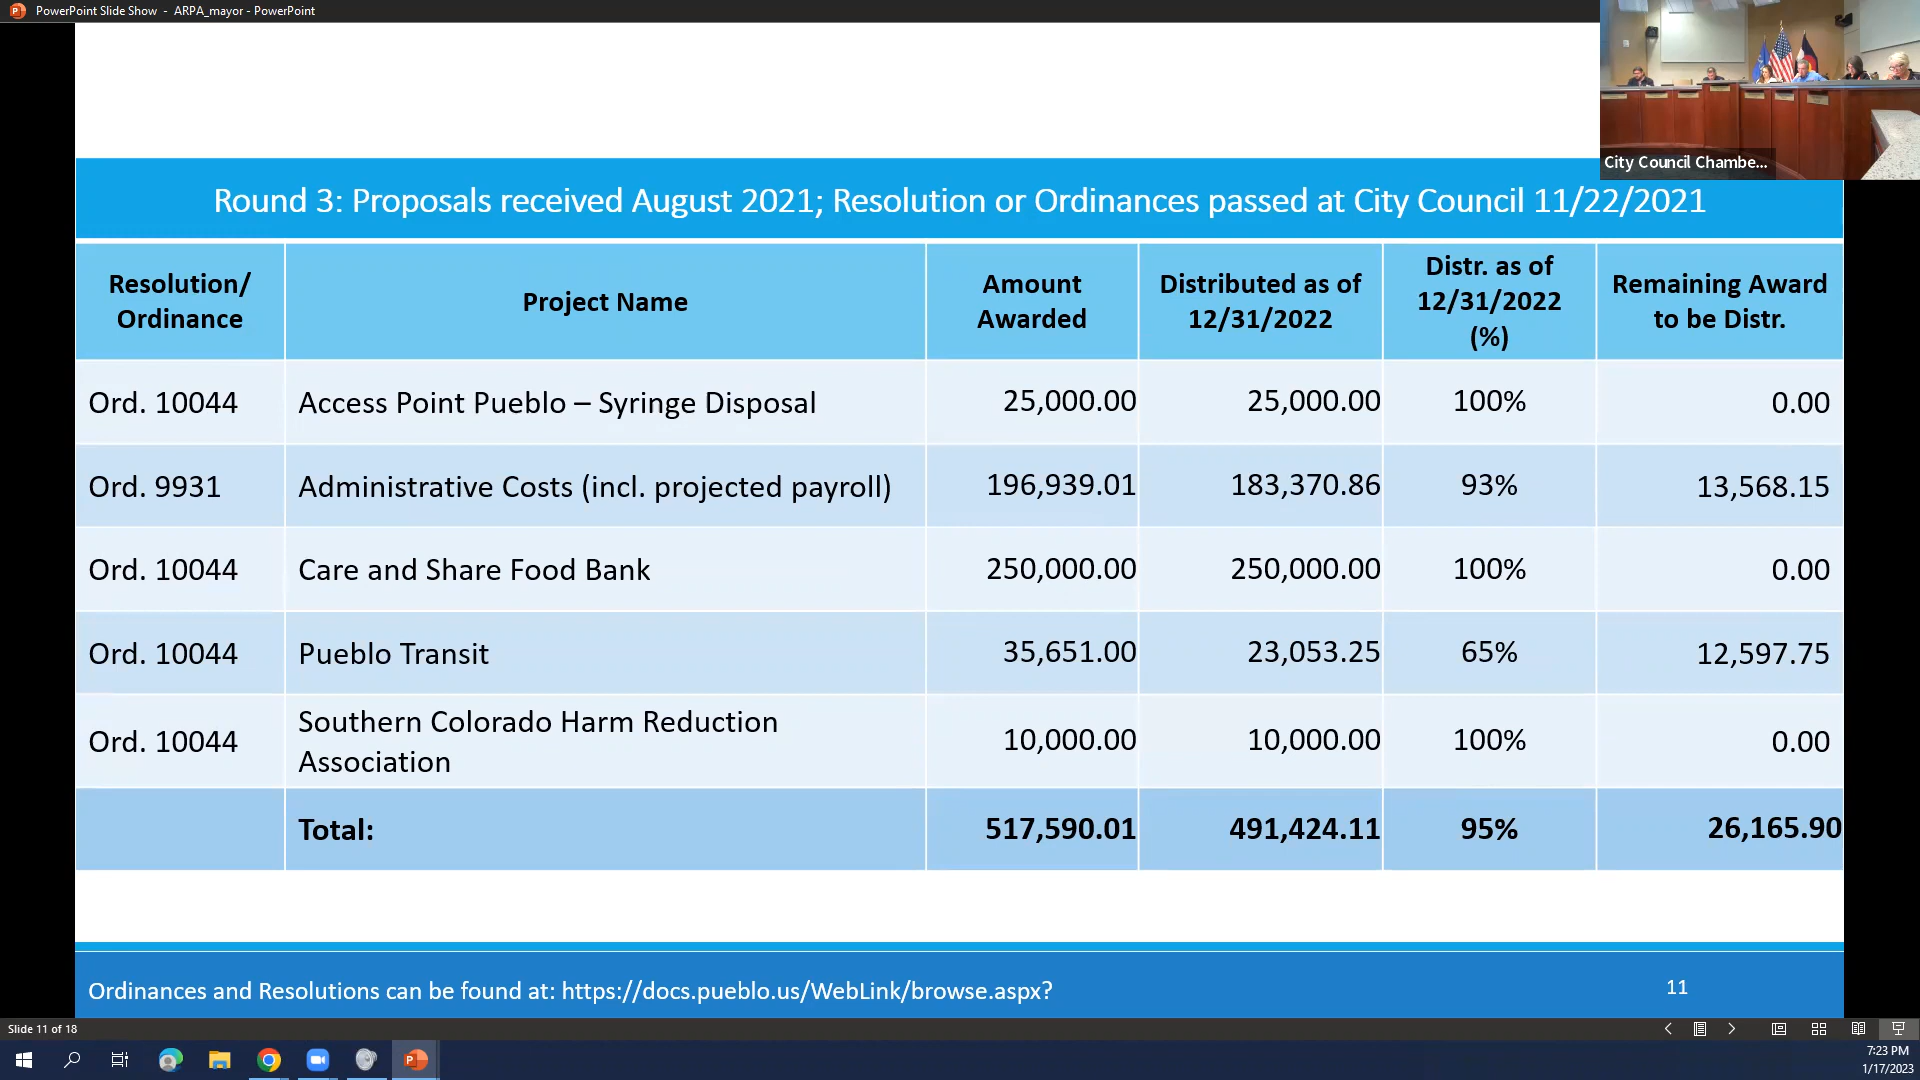 PowerPoint Slide Show - ARPA_mayor - PowerPoint
City Council Chambe...
Round 3: Proposals received August 2021; Resolution or Ordinances passed at City Council 11/22/2021
Resolution/
Ordinance
Project Name
Amount
Awarded
Distributed as of
12/31/2022
Distr. as of
12/31/2022
(%)
Remaining Award
to be Distr.
Ord. 10044 Access Point Pueblo – Syringe Disposal 25,000.00 25,000.00 100% 0.00
Ord. 9931 Administrative Costs (incl. projected payroll) 196,939.01 183,370.86 93% 13,568.15
Ord. 10044 Care and Share Food Bank 250,000.00 250,000.00 100% 0.00
Ord. 10044 Pueblo Transit 35,651.00 23,053.25 65% 12,597.75
Ord. 10044 Southern Colorado Harm Reduction
Association 10,000.00 10,000.00 100% 0.00
Total: 517,590.01 491,424.11 95% 26,165.90
Ordinances and Resolutions can be found at: https://docs.pueblo.us/WebLink/browse.aspx? 11
Slide 11 of 18
7:23 PM
1/17/2023